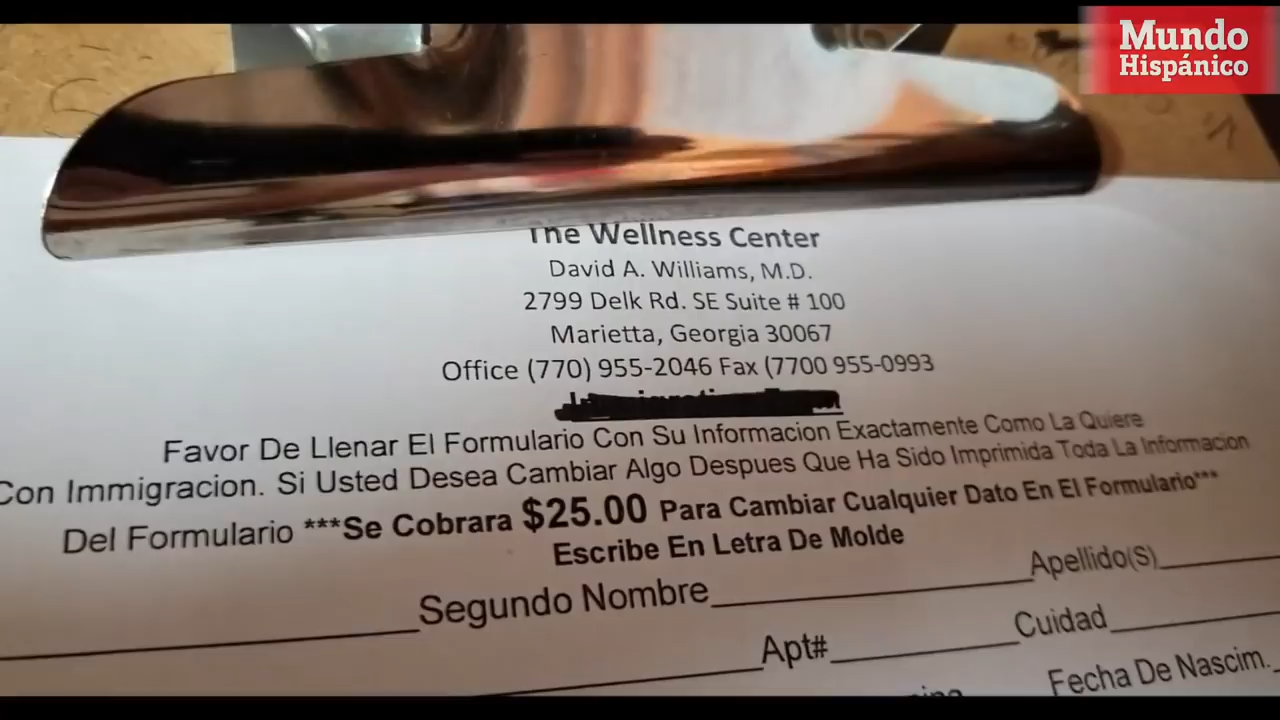 Mundo
Hispánico
The Wellness Center
David A. Williams, M.D.
2799 Delk Rd. SE Suite # 100
Marietta, Georgia 30067
Office (770) 955-2046 Fax (7700 955-0993
Favor De Llenar El Formulario Con Su Informacion Exactamente Como La Quiere
Con Immigracion. Si Usted Desea Cambiar Algo Despues Que Ha Sido Imprimida Toda La Informacion
Del Formulario ***Se Cobrara $25.00 Para Cambiar Cualquier Dato En El Formulario***
Escribe En Letra De Molde
Segundo Nombre Apellido(S)
Apt# Cuidad
Fecha De Nascim.